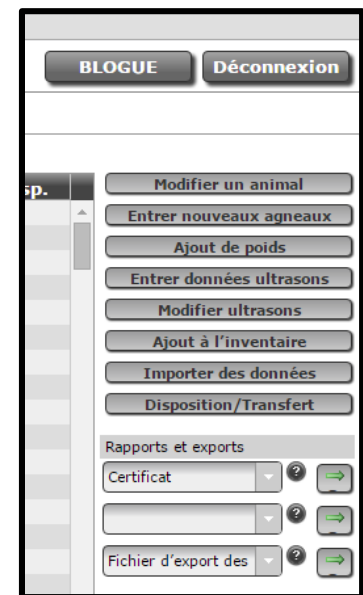 BLOGUE Déconnexion
sp.
Modifier un animal
Entrer nouveaux agneaux
Ajout de poids
Entrer données ultrasons
Modifier ultrasons
Ajout à l’inventaire
Importer des données
Disposition/Transfert
Rapports et exports
Certificat ?
?
Fichier d’export des ?